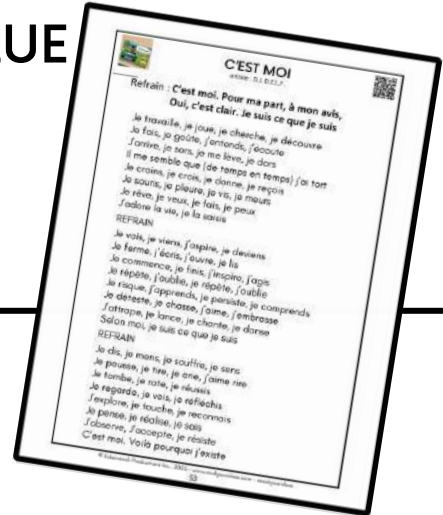 UE
C'EST MOI
artiste : D.J. D.E.L.F.
Refrain : C'est moi. Pour ma part, à mon avis,
Oui, c'est clair. Je suis ce que je suis
Je travaille, je joue, je cherche, je découvre
Je fais, je goûte, j'entends, j'écoute
J'arrive, je sors, je me lève, je dors
Il me semble que (de temps en temps) j'ai tort
Je crains, je crois, je donne, je reçois
Je souris, je pleure, je vis, je meurs
Je rêve, je veux, je fais, je peux
J'adore la vie, je la saisis
REFRAIN
Je vais, je viens, j'aspire, je deviens
Je ferme, j'écris, j'ouvre, je lis
Je commence, je finis, j'inspire, j'agis
Je répète, j'oublie, je répète, j'oublie
Je risque, j'apprends, je persiste, je comprends
Je déteste, je chasse, j'aime, j'embrasse
J'attrape, je lance, je chante, je danse
Selon moi, je suis ce que je suis
REFRAIN
Je dis, je mens, je souffre, je sens
Je pousse, je tire, je crie, j'aime rire
Je tombe, je rate, je réussis
Je regarde, je vois, je réfléchis
J'explore, je touche, je reconnais
Je pense, je réalise, je sais
J'observe, j'accepte, je résiste
C'est moi. Voilà pourquoi j'existe
53